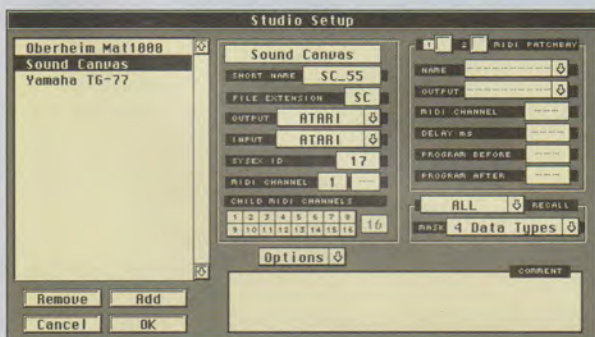 Studio Setup
Oberheim Mat1000
Sound Canvas
Yamaha TG-77
Remove
Add
Cancel
OK
Sound Canvas
SHORT NAME SC_55
FILE EXTENSION SC
OUTPUT ATARI
INPUT ATARI
SYSEX ID 17
MIDI CHANNEL 1 ---
CHILD MIDI CHANNELS
1 2 3 4 5 6 7 8
9 10 11 12 13 14 15 16
16
Options
1 2 MIDI PATCHBAY
NAME ------------
OUTPUT ------------
MIDI CHANNEL ---
DELAY ms ----
PROGRAM BEFORE ----
PROGRAM AFTER ----
ALL RECALL
MASK 4 Data Types
COMMENT